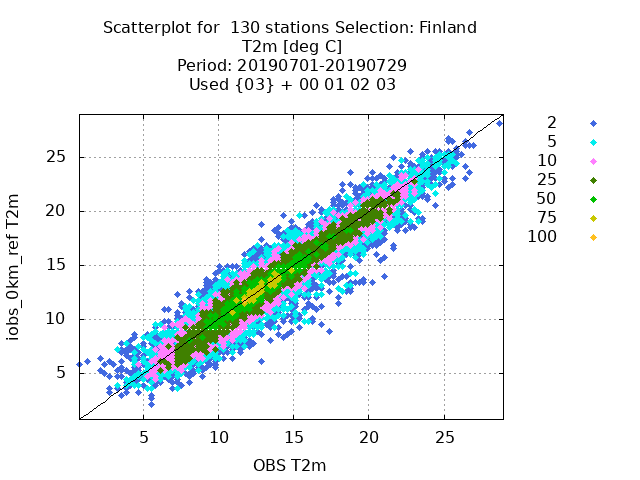 Scatterplot for  130 stations Selection: Finland
T2m [deg C]
Period: 20190701-20190729
Used {03} + 00 01 02 03
2
5
10
25
50
75
100
iobs_0km_ref T2m
25
20
15
10
5
5 10 15 20 25
OBS T2m